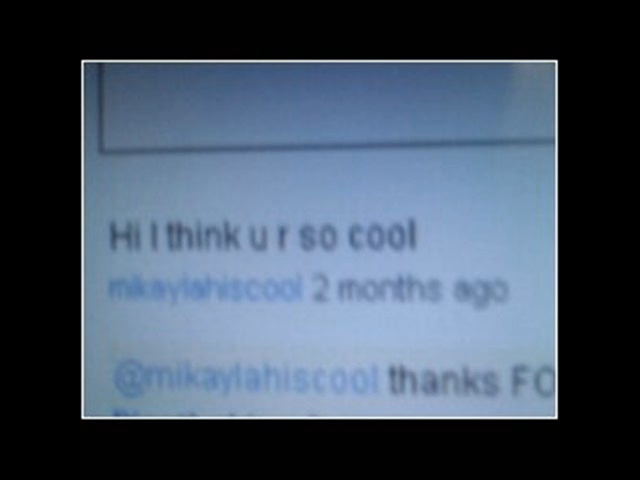 Hi I think u r so cool
mikaylahiscool 2 months ago
@mikaylahiscool thanks FO